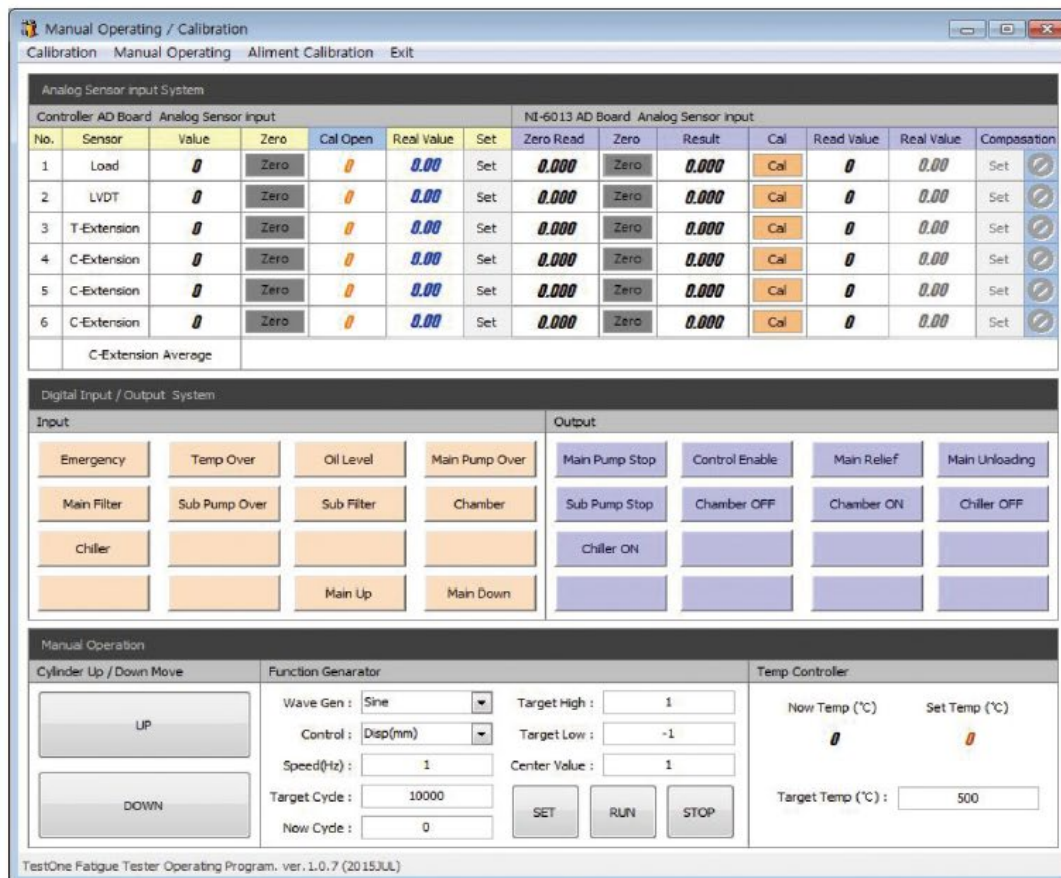 Manual Operating / Calibration
Calibration Manual Operating Aliment Calibration Exit
Analog Sensor input System
Controller AD Board Analog Sensor input NI-6013 AD Board Analog Sensor input
No. Sensor Value Zero Cal Open Real Value Set Zero Read Zero Result Cal Read Value Real Value Compasation
1 Load 0 Zero 0 0.00 Set 0.000 Zero 0.000 Cal 0 0.00 Set
2 LVDT 0 Zero 0 0.00 Set 0.000 Zero 0.000 Cal 0 0.00 Set
3 T-Extension 0 Zero 0 0.00 Set 0.000 Zero 0.000 Cal 0 0.00 Set
4 C-Extension 0 Zero 0 0.00 Set 0.000 Zero 0.000 Cal 0 0.00 Set
5 C-Extension 0 Zero 0 0.00 Set 0.000 Zero 0.000 Cal 0 0.00 Set
6 C-Extension 0 Zero 0 0.00 Set 0.000 Zero 0.000 Cal 0 0.00 Set
C-Extension Average
Digital Input / Output System
Input Output
Emergency Temp Over Oil Level Main Pump Over Main Pump Stop Control Enable Main Relief Main Unloading
Main Filter Sub Pump Over Sub Filter Chamber Sub Pump Stop Chamber OFF Chamber ON Chiller OFF
Chiller Chiller ON
Main Up Main Down
Manual Operation
Cylinder Up / Down Move Function Genarator Temp Controller
Wave Gen : Sine Target High : 1 Now Temp (℃) Set Temp (℃)
UP Control : Disp(mm) Target Low : -1 0 0
Speed(Hz) : 1 Center Value : 1
DOWN Target Cycle : 10000 SET RUN STOP Target Temp (℃) : 500
Now Cycle : 0
TestOne Fatigue Tester Operating Program. ver.1.0.7 (2015JUL)